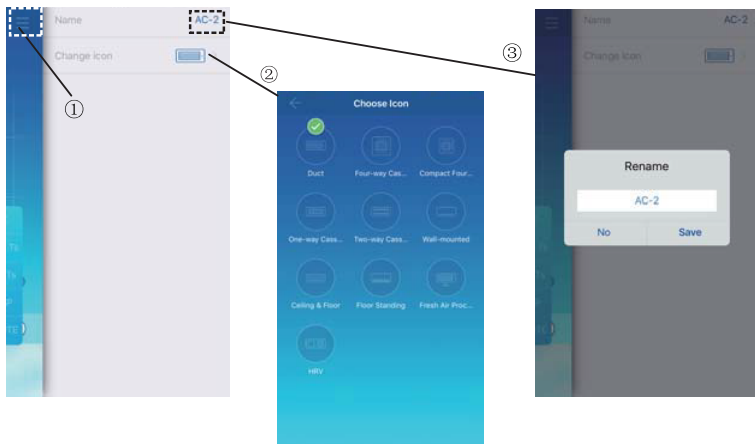 Name AC-2
Change icon
①
②
Choose Icon
Duct Four-way Cas... Compact Four...
One-way Cass... Two-way Cass... Wall-mounted
Ceiling & Floor Floor Standing Fresh Air Proc...
HRV
③
Name AC-2
Change icon
Rename
AC-2
No Save